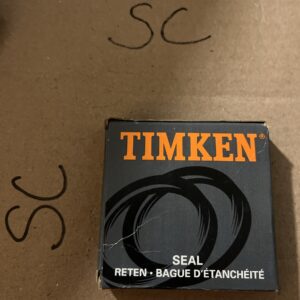 SC
TIMKEN®
SC
SEAL
RETEN • BAGUE D'ÉTANCHÉITÉ